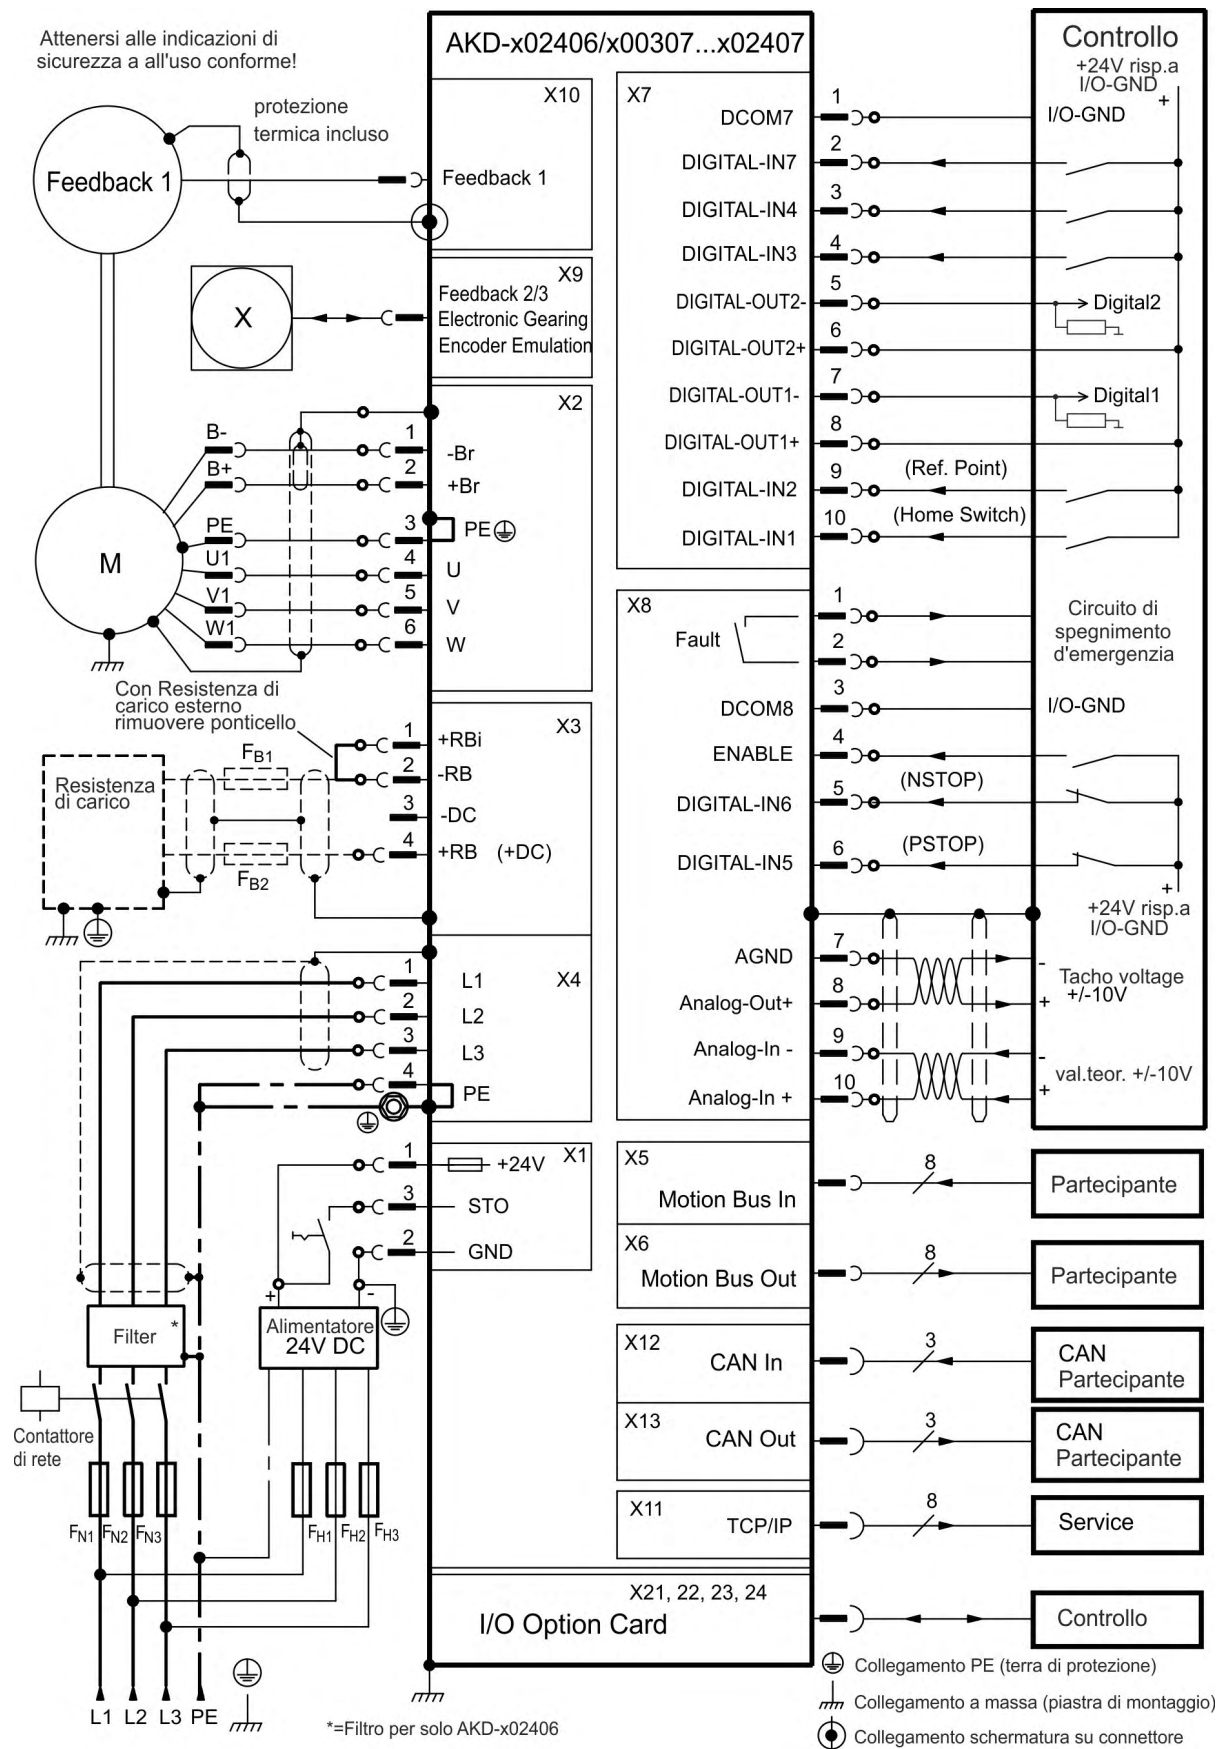 Attenersi alle indicazioni di
sicurezza a all'uso conforme!
AKD-x02406/x00307...x02407
Controllo
+24V risp.a
I/O-GND
+
protezione
termica incluso
Feedback 1
X10
Feedback 1
X9
Feedback 2/3
Electronic Gearing
Encoder Emulation
X
X2
B-
1
-Br
B+
2
+Br
PE
3
PE
U1
4
U
V1
5
V
W1
6
W
M
Con Resistenza di
carico esterno
rimuovere ponticello
X3
1
+RBi
2
-RB
3
-DC
4
+RB (+DC)
FB1
FB2
Resistenza
di carico
X4
1
L1
2
L2
3
L3
4
PE
X1
1
+24V
3
STO
2
GND
+
-
Alimentatore
24V DC
Filter
*
Contattore
di rete
FN1
FN2
FN3
FH1
FH2
FH3
L1
L2
L3
PE
*=Filtro per solo AKD-x02406
X7
DCOM7
1
I/O-GND
DIGITAL-IN7
2
DIGITAL-IN4
3
DIGITAL-IN3
4
DIGITAL-OUT2-
5
Digital2
DIGITAL-OUT2+
6
DIGITAL-OUT1-
7
Digital1
DIGITAL-OUT1+
8
DIGITAL-IN2
9
(Ref. Point)
DIGITAL-IN1
10
(Home Switch)
X8
Fault
1
2
Circuito di
spegnimento
d'emergenzia
DCOM8
3
I/O-GND
ENABLE
4
DIGITAL-IN6
5
(NSTOP)
DIGITAL-IN5
6
(PSTOP)
+
+24V risp.a
I/O-GND
AGND
7
-
Analog-Out+
8
+
Tacho voltage
+/-10V
Analog-In -
9
-
Analog-In +
10
+
val.teor. +/-10V
X5
Motion Bus In
8
Partecipante
X6
Motion Bus Out
8
Partecipante
X12
CAN In
3
CAN
Partecipante
X13
CAN Out
3
CAN
Partecipante
X11
TCP/IP
8
Service
X21, 22, 23, 24
I/O Option Card
Controllo
Collegamento PE (terra di protezione)
Collegamento a massa (piastra di montaggio)
Collegamento schermatura su connettore